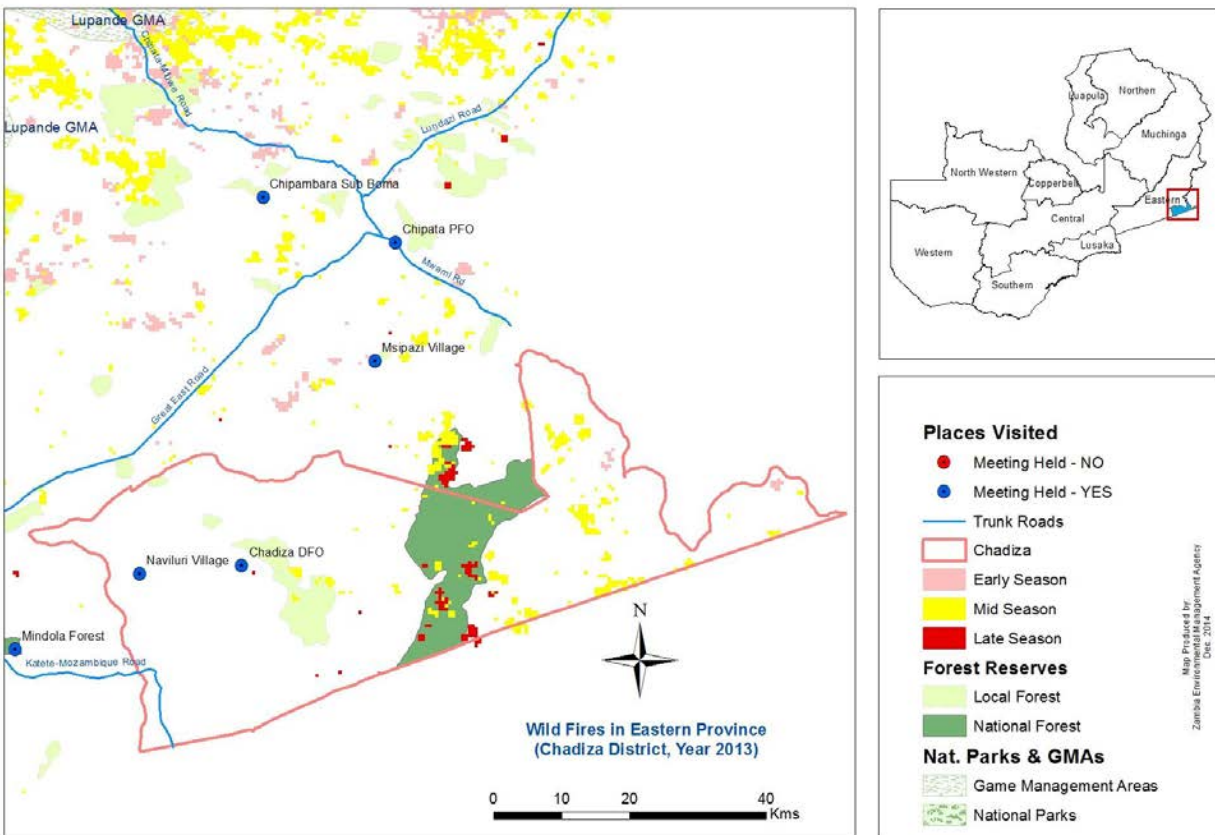 Lupande GMA
Chipata-Mfuwe Road
Lundazi Road
Lupande GMA
Chipambara Sub Boma
Chipata PFO
Mwami Rd
Msipazi Village
Great East Road
Naviluri Village
Chadiza DFO
Mindola Forest
Katete-Mozambique Road
N
Wild Fires in Eastern Province
(Chadiza District, Year 2013)
0 10 20 40
Kms
Luapula
Northen
Muchinga
North Western
Copperbelt
Eastern
Central
Lusaka
Western
Southern
Places Visited
Meeting Held - NO
Meeting Held - YES
Trunk Roads
Chadiza
Early Season
Mid Season
Late Season
Forest Reserves
Local Forest
National Forest
Nat. Parks & GMAs
Game Management Areas
National Parks
Map Produced by:
Zambia Environmental Management Agency
Dec. 2014